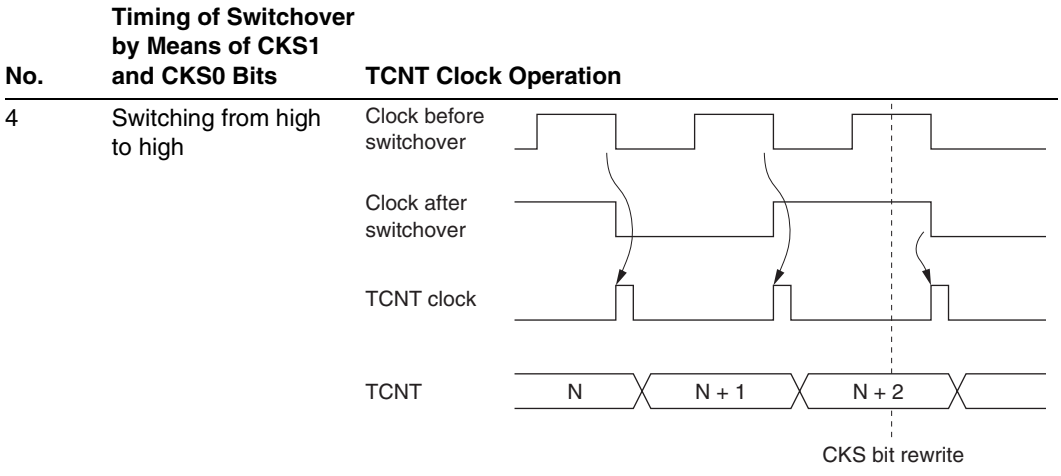 Timing of Switchover
by Means of CKS1
No. and CKS0 Bits TCNT Clock Operation
4 Switching from high
to high
Clock before
switchover
Clock after
switchover
TCNT clock
TCNT N N + 1 N + 2
CKS bit rewrite